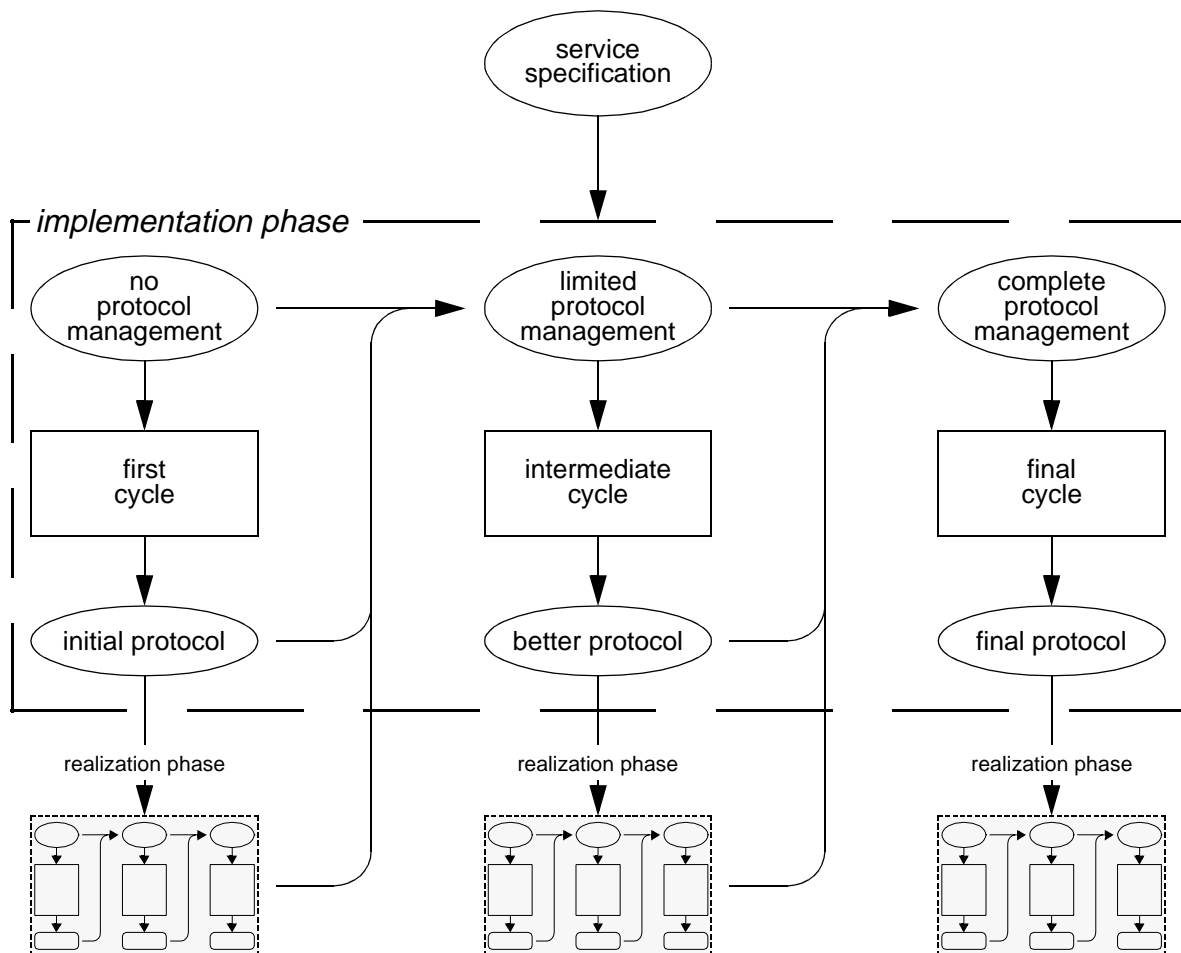 service
specification
implementation phase
no
protocol
management
limited
protocol
management
complete
protocol
management
first
cycle
intermediate
cycle
final
cycle
initial protocol
better protocol
final protocol
realization phase
realization phase
realization phase